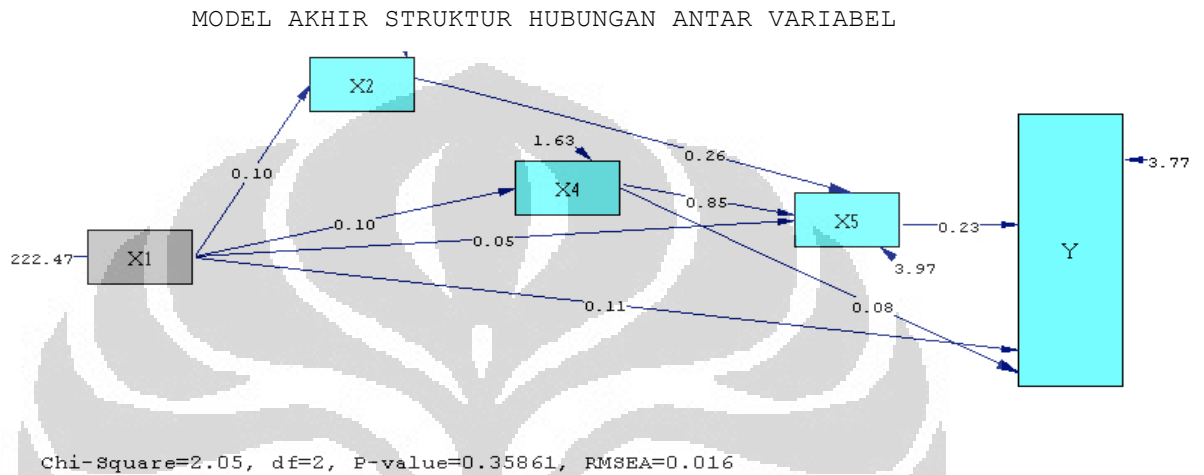 MODEL AKHIR STRUKTUR HUBUNGAN ANTAR VARIABEL
X2
1.63
0.26
3.77
0.10
X4
0.85
X5
0.23
0.10
0.05
Y
222.47
X1
3.97
0.11
0.08
Chi-Square=2.05, df=2, P-value=0.35861, RMSEA=0.016